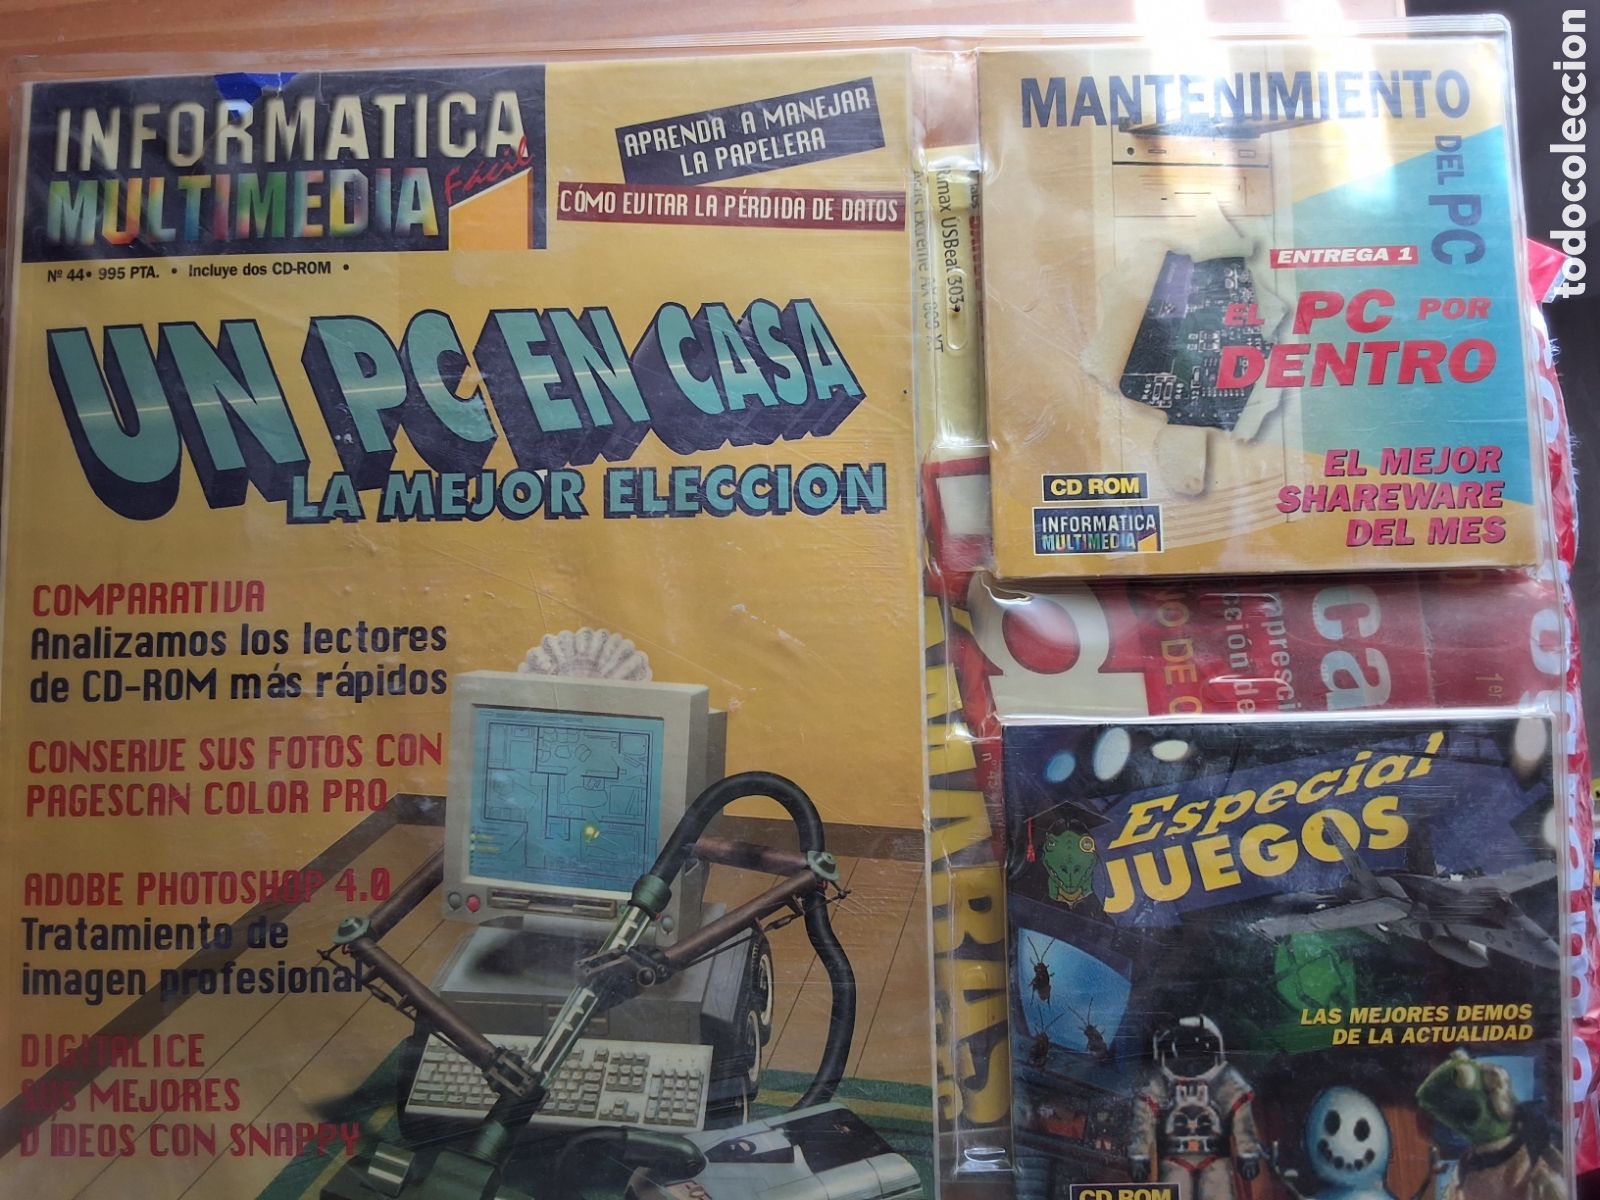 INFORMATICA
MULTIMEDIA
Fácil
Nº 44 • 995 PTA. • Incluye dos CD-ROM •
APRENDA A MANEJAR
LA PAPELERA
CÓMO EVITAR LA PÉRDIDA DE DATOS
UN PC EN CASA
LA MEJOR ELECCION
COMPARATIVA
Analizamos los lectores
de CD-ROM más rápidos
CONSERVE SUS FOTOS CON
PAGESCAN COLOR PRO
ADOBE PHOTOSHOP 4.0
Tratamiento de
imagen profesional
DIGITALICE
SUS MEJORES
VÍDEOS CON SNAPPY
USBeat 303
MANTENIMIENTO
DEL PC
ENTREGA 1
EL PC POR
DENTRO
EL MEJOR
SHAREWARE
DEL MES
CD ROM
INFORMATICA
MULTIMEDIA
ca
Especial
JUEGOS
LAS MEJORES DEMOS
DE LA ACTUALIDAD
CD ROM
todocoleccion